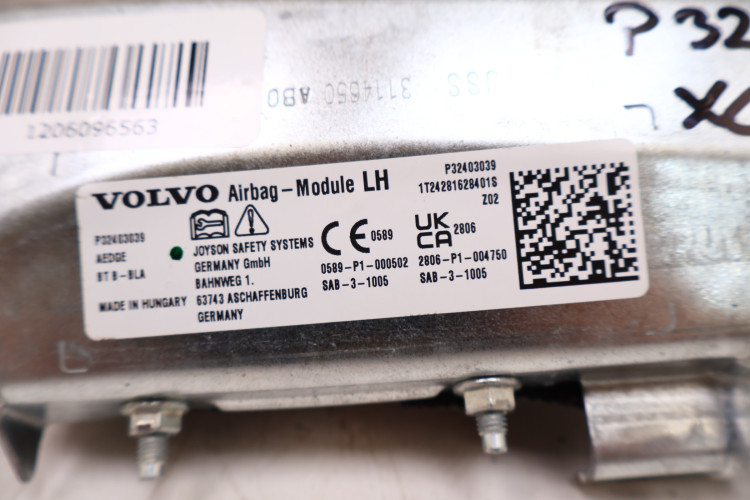 P 32
1206096563
JSS 3114650 AB0
VOLVO Airbag-Module LH
P32403039
1T24281628401S
Z02
P32403039
AEDGE
BT B-BLA
MADE IN HUNGARY
JOYSON SAFETY SYSTEMS
GERMANY GmbH
BAHNWEG 1.
63743 ASCHAFFENBURG
GERMANY
CE 0589
0589-P1-000502
SAB-3-1005
UK
CA 2806
2806-P1-004750
SAB-3-1005